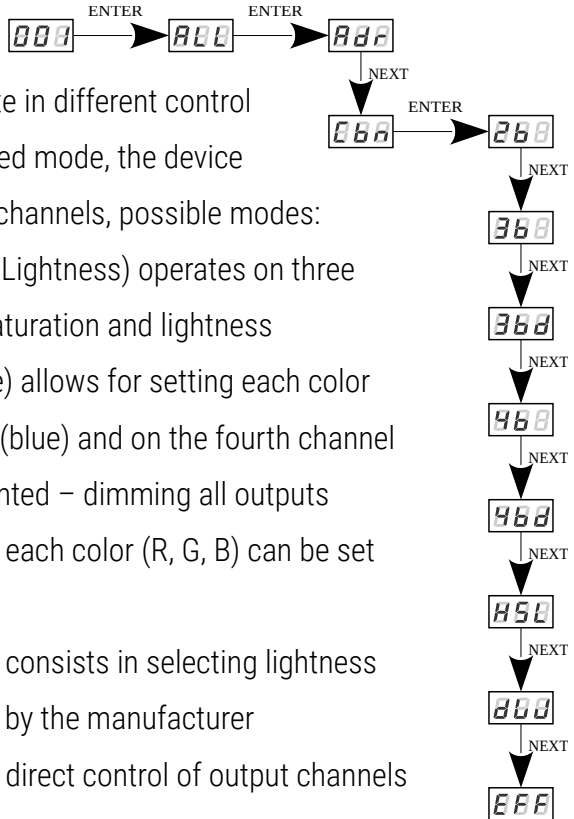 ENTER ENTER
001 ALL Adr
NEXT
te in different control
ENTER
Cbn 2b
ed mode, the device
NEXT
channels, possible modes:
3b
Lightness) operates on three
NEXT
aturation and lightness
3bd
NEXT
e) allows for setting each color
4b
(blue) and on the fourth channel
NEXT
nted – dimming all outputs
4bd
each color (R, G, B) can be set
NEXT
HSL
consists in selecting lightness
NEXT
by the manufacturer
NEXT
direct control of output channels
EFF